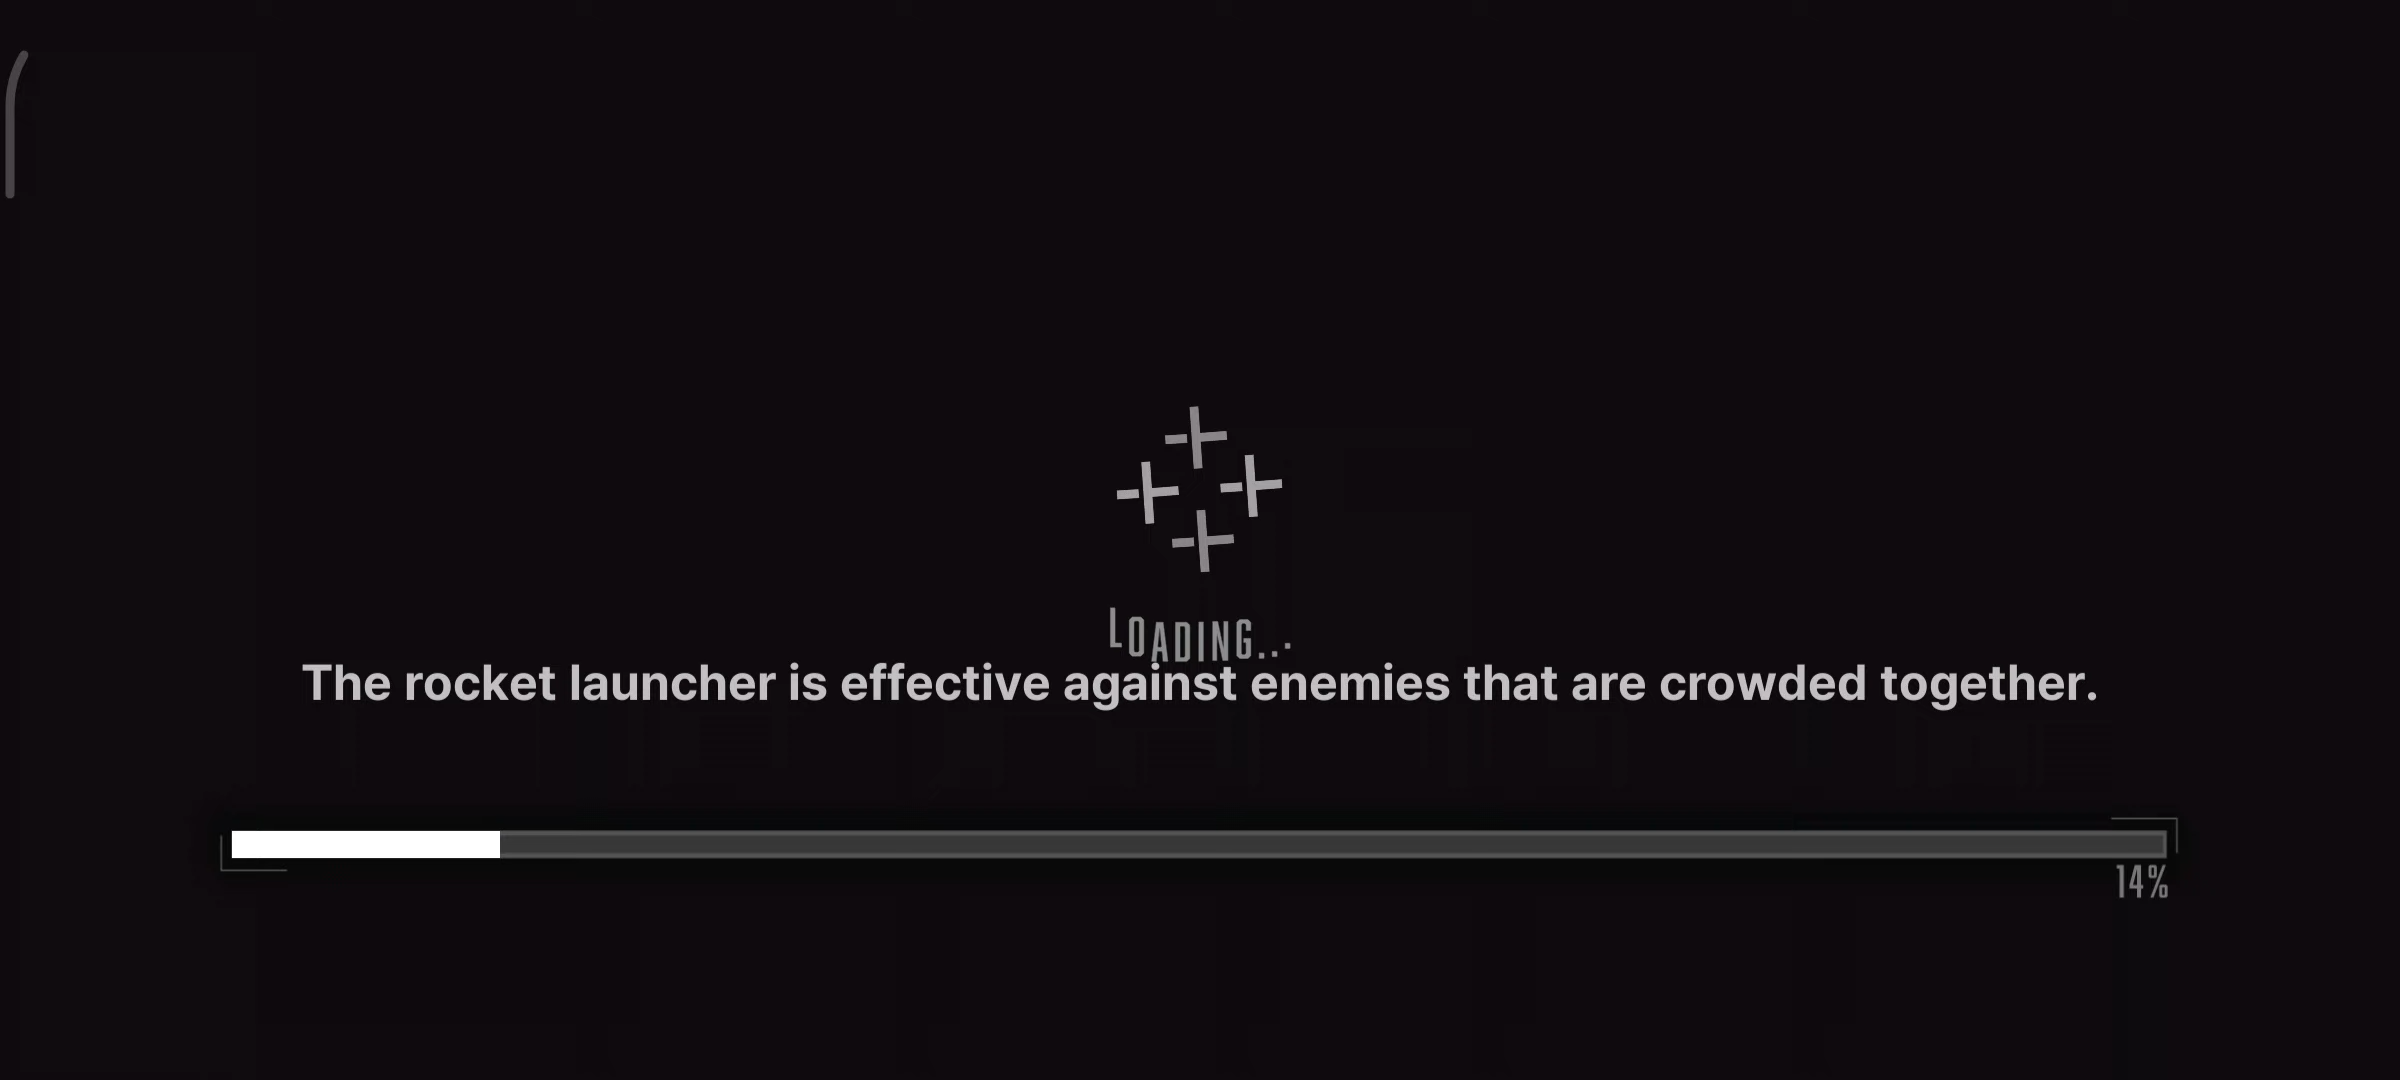 LOADING...
The rocket launcher is effective against enemies that are crowded together.
14%